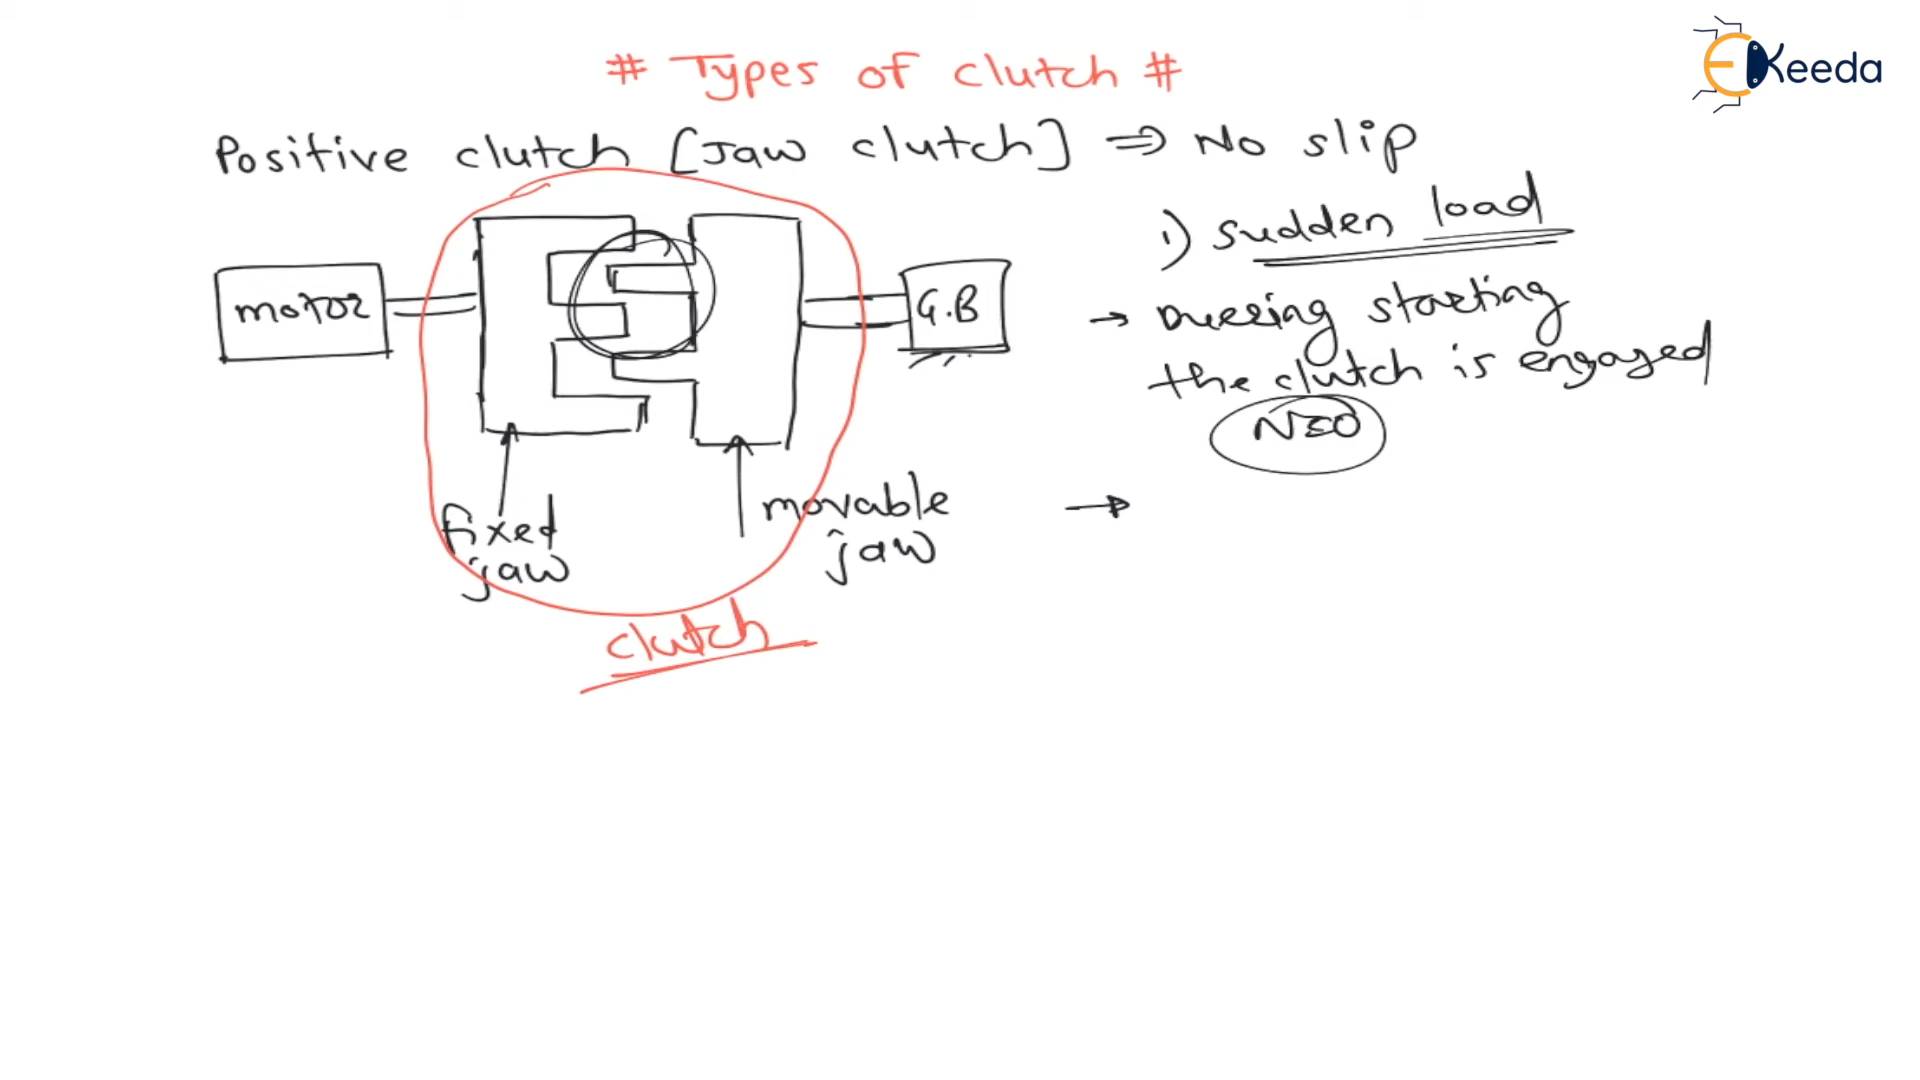 # Types of clutch #
EKeeda
Positive clutch [Jaw clutch] ⇒ No slip
1) sudden load
motor
G.B
→ During starting
the clutch is engaged
N=0
fixed
jaw
movable
jaw
→
clutch